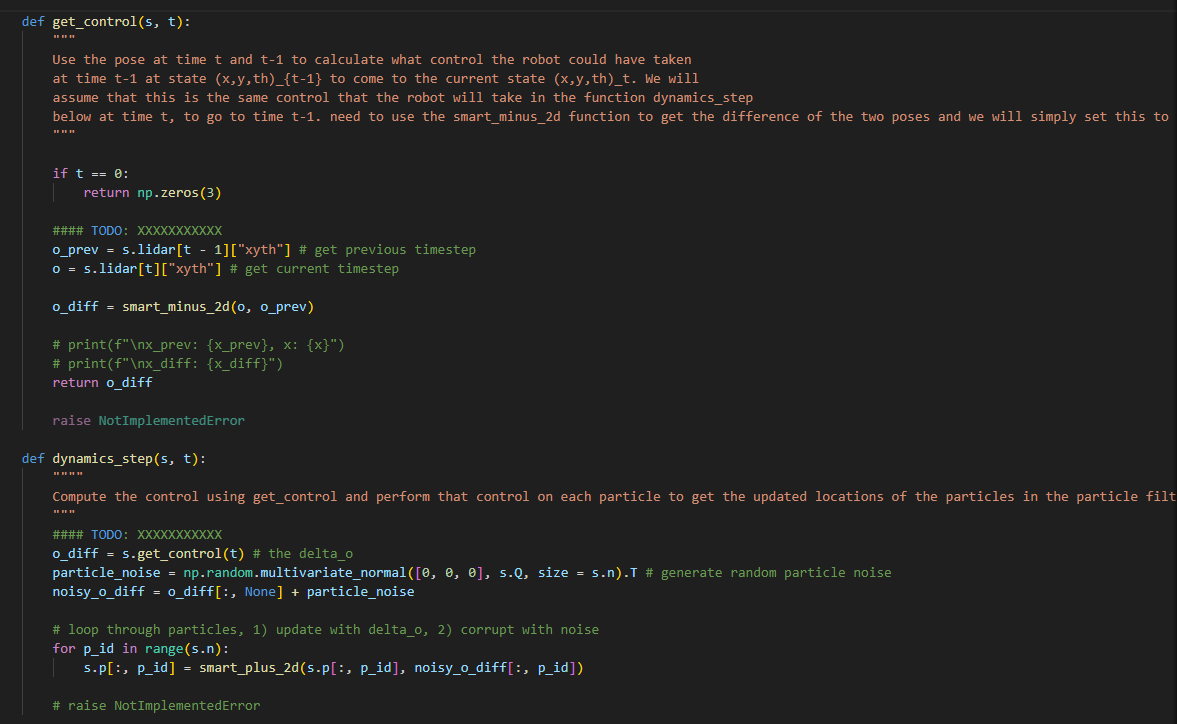 def get_control(s, t):
"""
Use the pose at time t and t-1 to calculate what control the robot could have taken
at time t-1 at state (x,y,th)_{t-1} to come to the current state (x,y,th)_t. We will
assume that this is the same control that the robot will take in the function dynamics_step
below at time t, to go to time t-1. need to use the smart_minus_2d function to get the difference of the two poses and we will simply set this to
"""
if t == 0:
return np.zeros(3)
#### TODO: XXXXXXXXXXX
o_prev = s.lidar[t - 1]["xyth"] # get previous timestep
o = s.lidar[t]["xyth"] # get current timestep
o_diff = smart_minus_2d(o, o_prev)
# print(f"\nx_prev: {x_prev}, x: {x}")
# print(f"\nx_diff: {x_diff}")
return o_diff
raise NotImplementedError
def dynamics_step(s, t):
""""
Compute the control using get_control and perform that control on each particle to get the updated locations of the particles in the particle filt
"""
#### TODO: XXXXXXXXXXX
o_diff = s.get_control(t) # the delta_o
particle_noise = np.random.multivariate_normal([0, 0, 0], s.Q, size = s.n).T # generate random particle noise
noisy_o_diff = o_diff[:, None] + particle_noise
# loop through particles, 1) update with delta_o, 2) corrupt with noise
for p_id in range(s.n):
s.p[:, p_id] = smart_plus_2d(s.p[:, p_id], noisy_o_diff[:, p_id])
# raise NotImplementedError